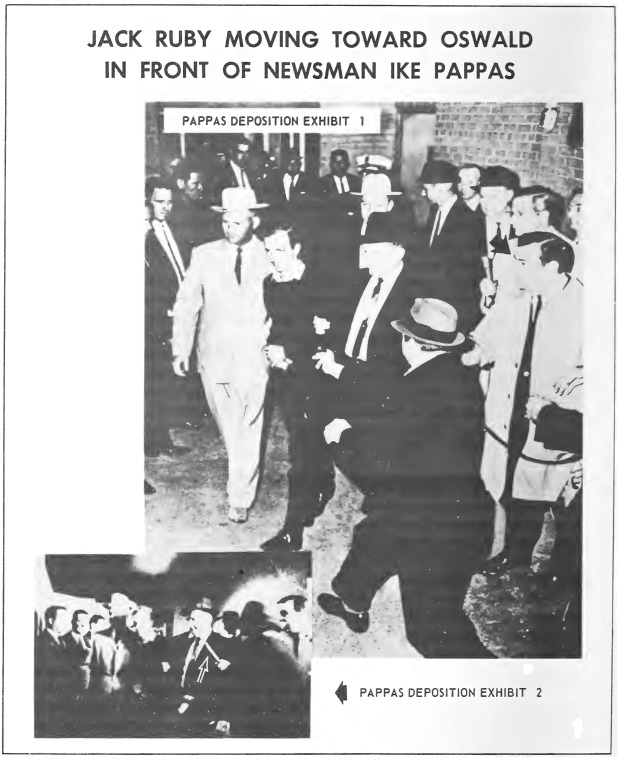 JACK RUBY MOVING TOWARD OSWALD
IN FRONT OF NEWSMAN IKE PAPPAS
PAPPAS DEPOSITION EXHIBIT 1
PAPPAS DEPOSITION EXHIBIT 2